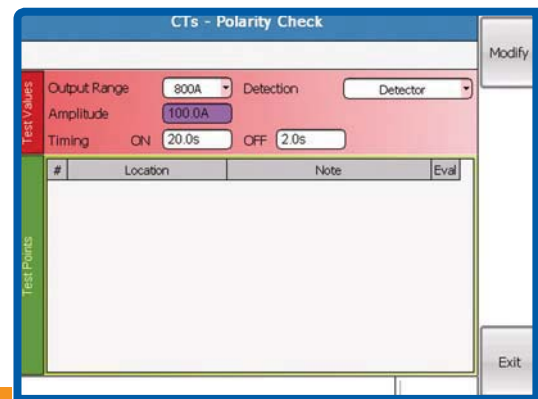 CTs - Polarity Check
Modify
Test Values
Output Range 800A Detection Detector
Amplitude 100.0A
Timing ON 20.0s OFF 2.0s
Test Points
# Location Note Eval
Exit